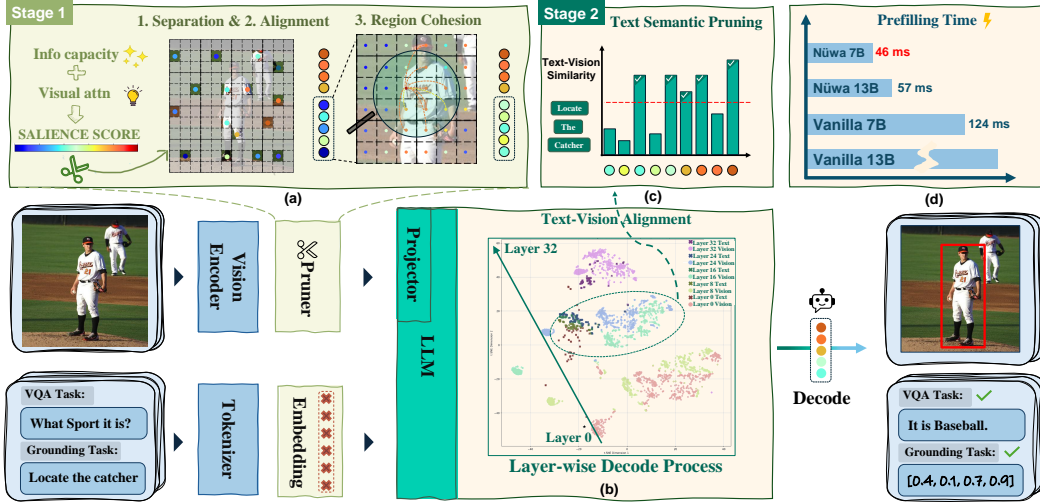 Stage 1
1. Separation & 2. Alignment
3. Region Cohesion
Info capacity
Visual attn
SALIENCE SCORE
(a)
Stage 2
Text Semantic Pruning
Text-Vision
Similarity
Locate
The
Catcher
(c)
Prefilling Time
Nüwa 7B
46 ms
Nüwa 13B
57 ms
Vanilla 7B
124 ms
Vanilla 13B
(d)
Vision
Encoder
Pruner
Projector
LLM
Text-Vision Alignment
Layer 32
Layer 32 Text
Layer 32 Vision
Layer 24 Text
Layer 24 Vision
Layer 16 Text
Layer 16 Vision
Layer 8 Text
Layer 8 Vision
Layer 0 Text
Layer 0 Vision
Layer 0
Layer-wise Decode Process
(b)
Decode
VQA Task:
What Sport it is?
Grounding Task:
Locate the catcher
Tokenizer
Embedding
VQA Task:
It is Baseball.
Grounding Task:
[0.4, 0.1, 0.7, 0.9]